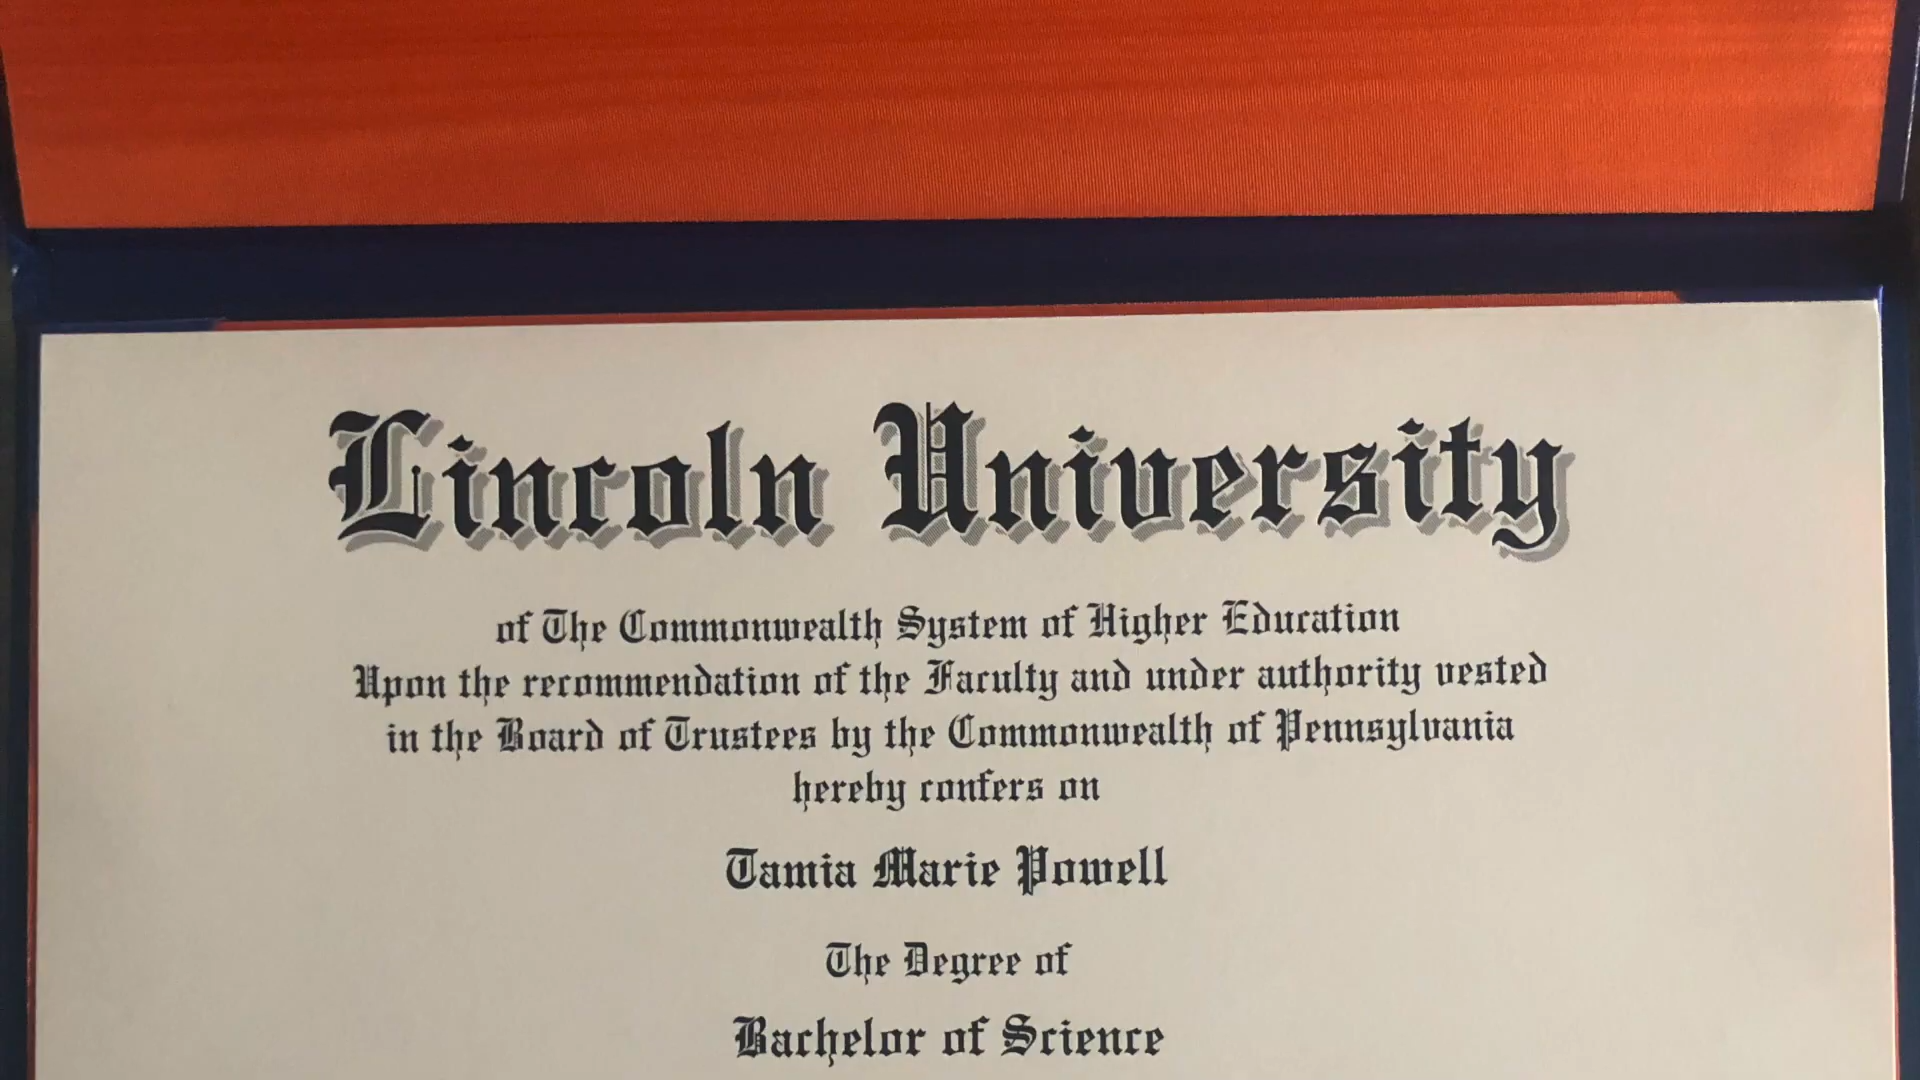 Lincoln University
of The Commonwealth System of Higher Education
Upon the recommendation of the Faculty and under authority vested
in the Board of Trustees by the Commonwealth of Pennsylvania
hereby confers on
Tamia Marie Powell
The Degree of
Bachelor of Science